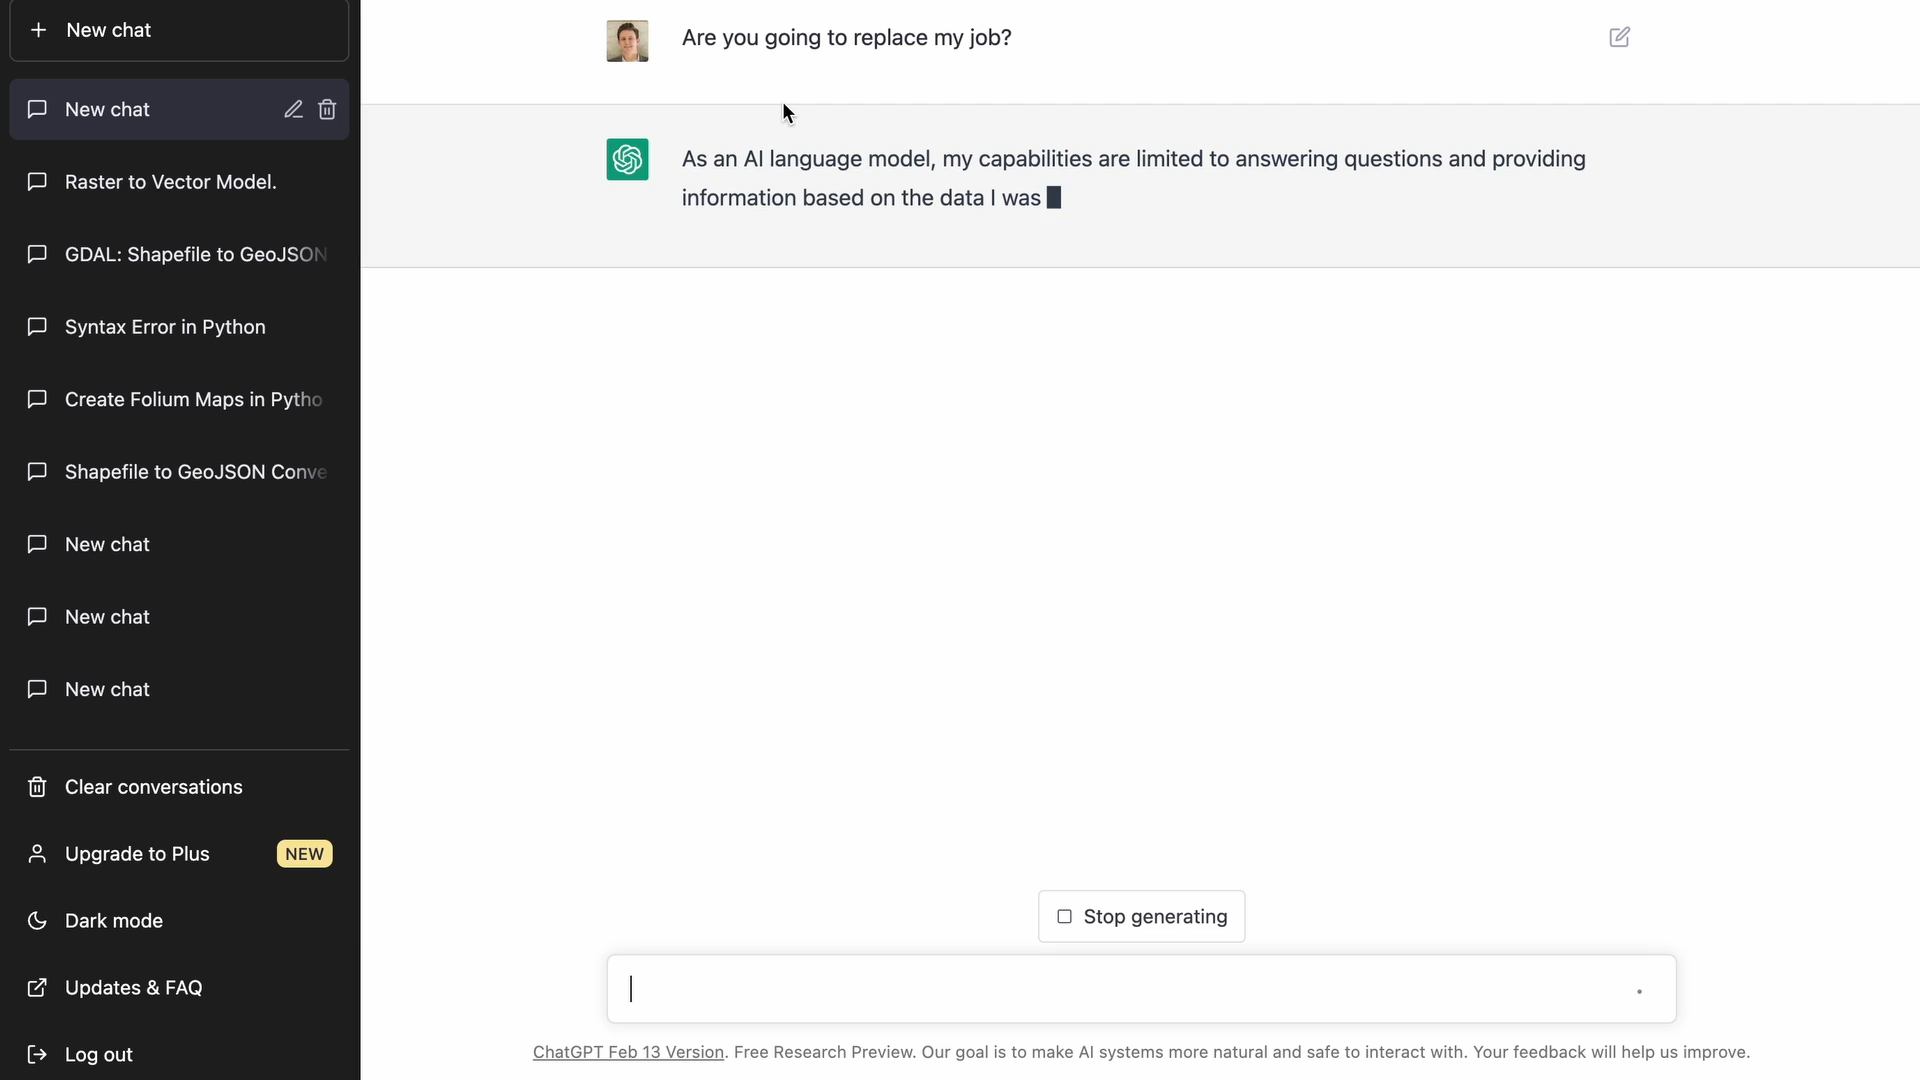 New chat
New chat
Raster to Vector Model.
GDAL: Shapefile to GeoJSON
Syntax Error in Python
Create Folium Maps in Pytho
Shapefile to GeoJSON Conve
New chat
New chat
New chat
Clear conversations
Upgrade to Plus NEW
Dark mode
Updates & FAQ
Log out
Are you going to replace my job?
As an AI language model, my capabilities are limited to answering questions and providing
information based on the data I was
Stop generating
ChatGPT Feb 13 Version. Free Research Preview. Our goal is to make AI systems more natural and safe to interact with. Your feedback will help us improve.